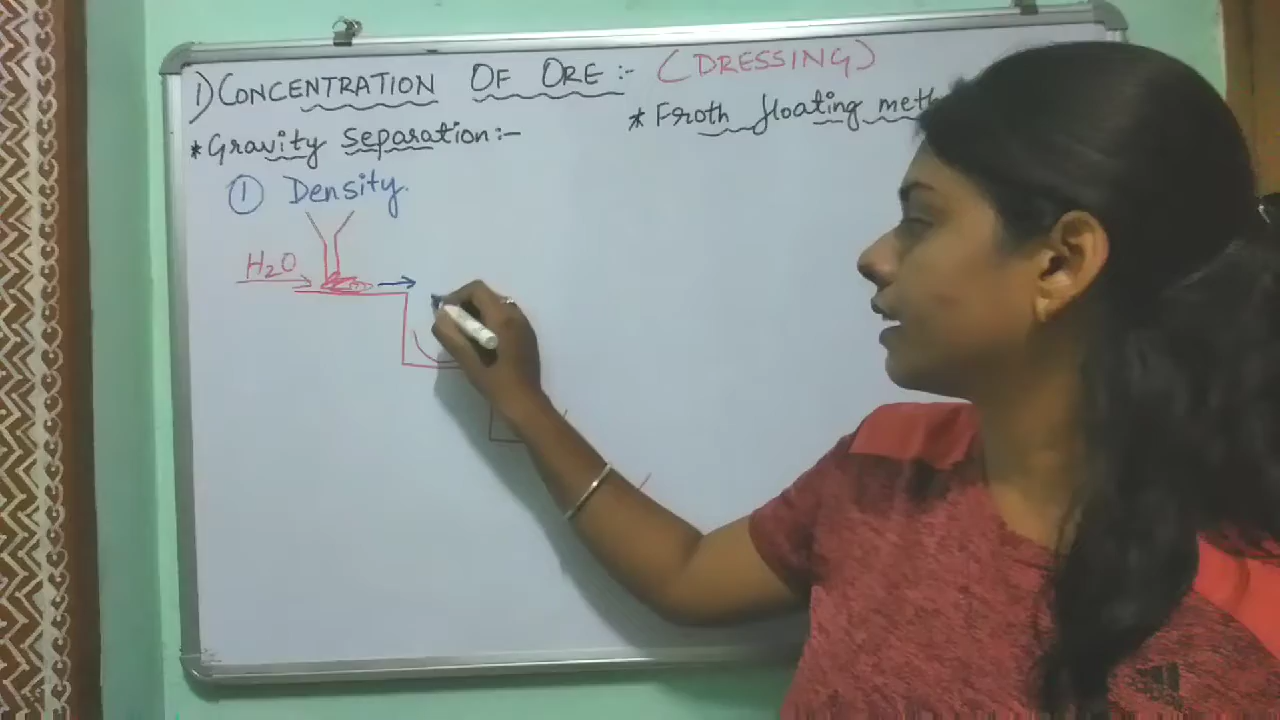 1) CONCENTRATION OF ORE :- (DRESSING)
* Gravity separation :-
* Froth floating
① Density.
H₂O